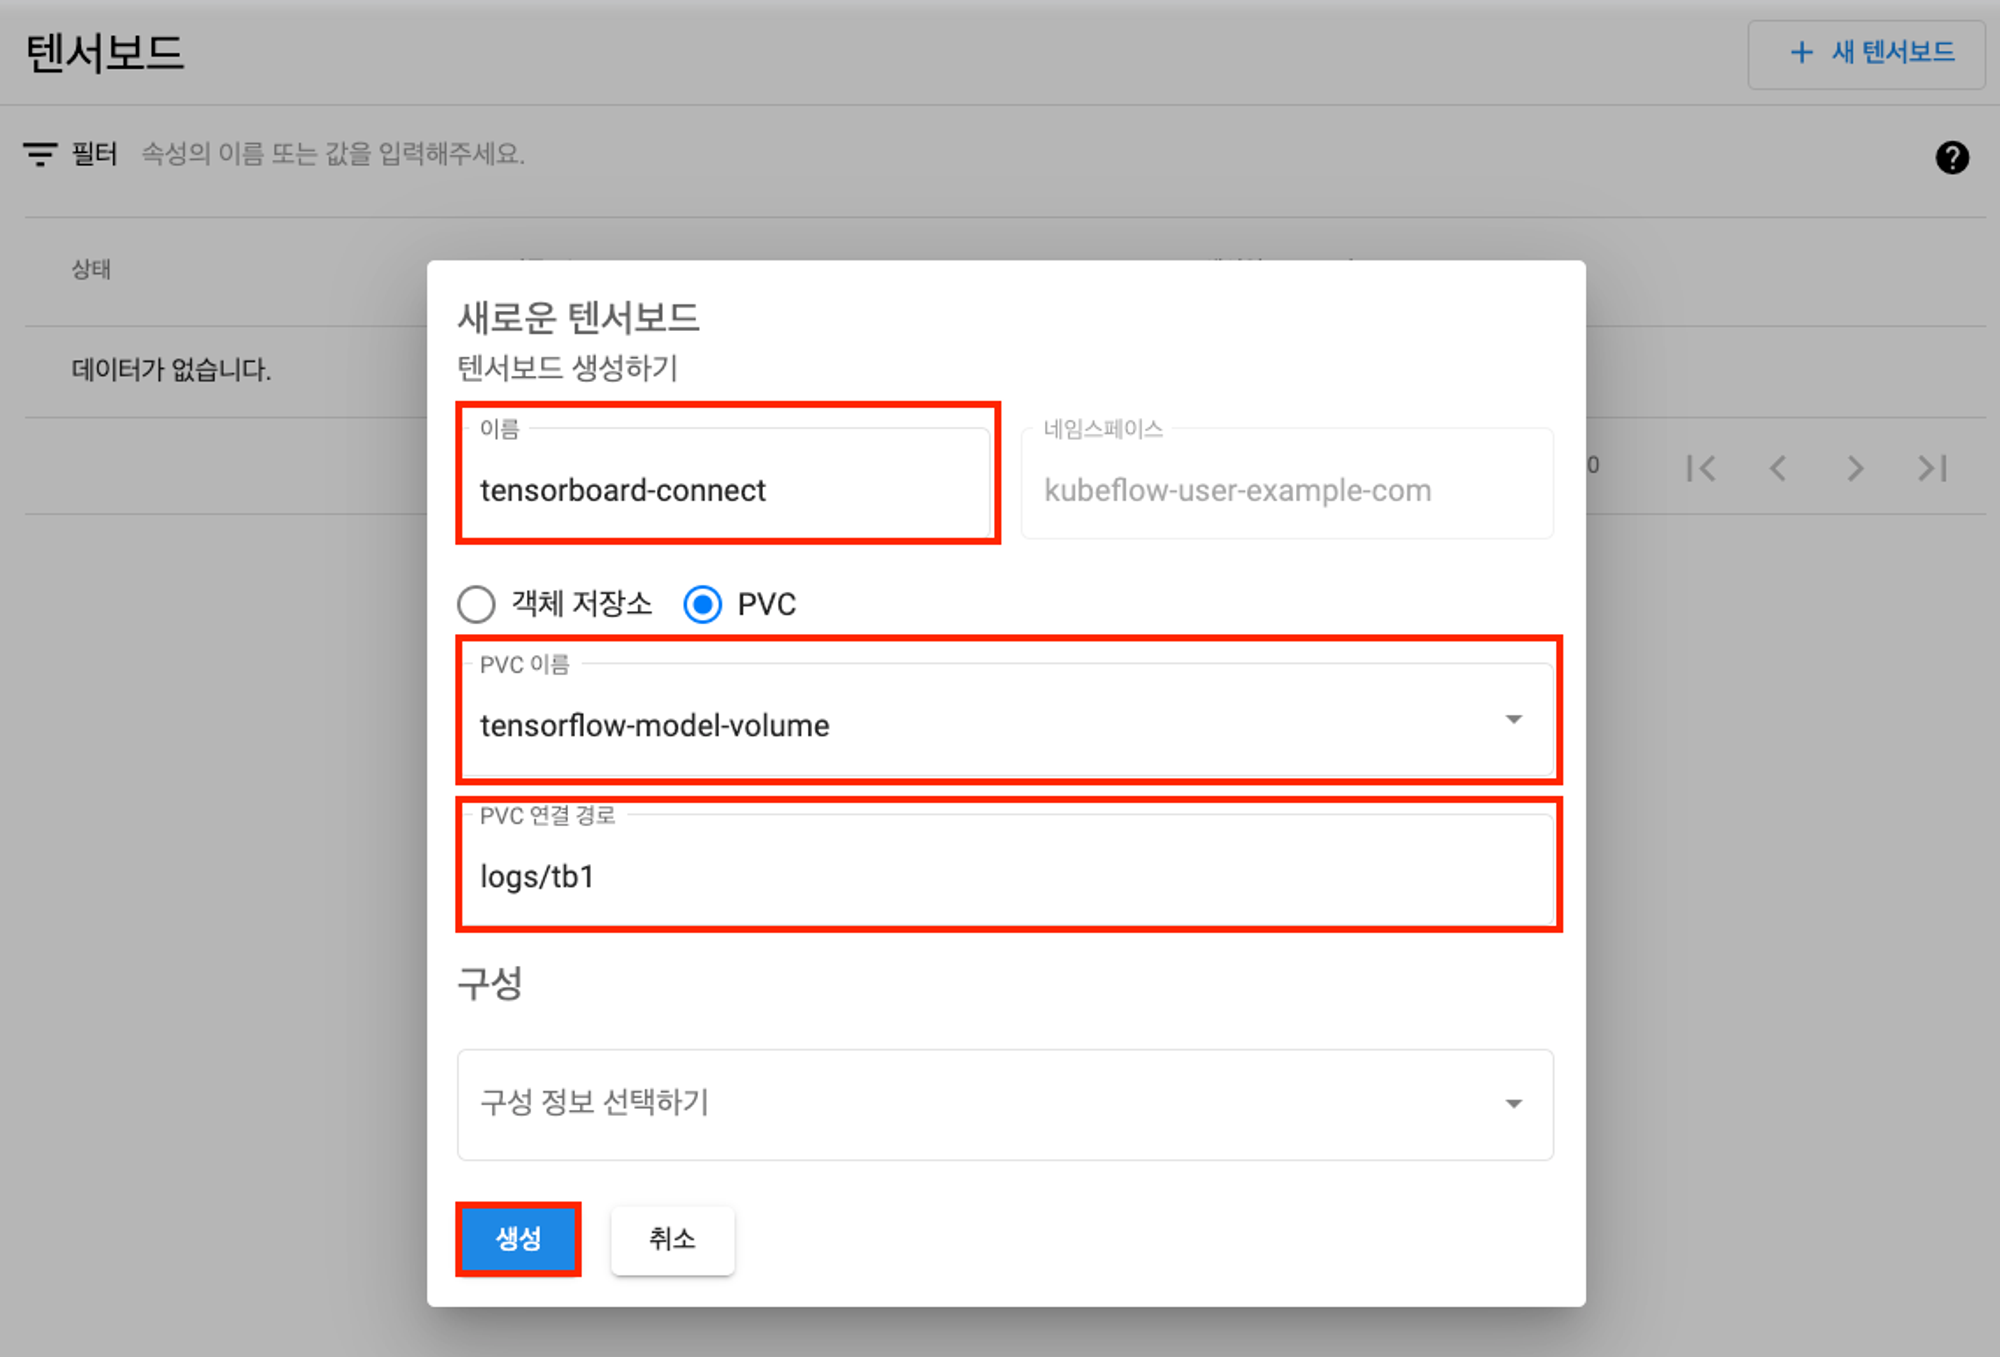 텐서보드
+ 새 텐서보드
필터 속성의 이름 또는 값을 입력해주세요.
상태
데이터가 없습니다.
0
새로운 텐서보드
텐서보드 생성하기
이름
tensorboard-connect
네임스페이스
kubeflow-user-example-com
객체 저장소
PVC
PVC 이름
tensorflow-model-volume
PVC 연결 경로
logs/tb1
구성
구성 정보 선택하기
생성
취소